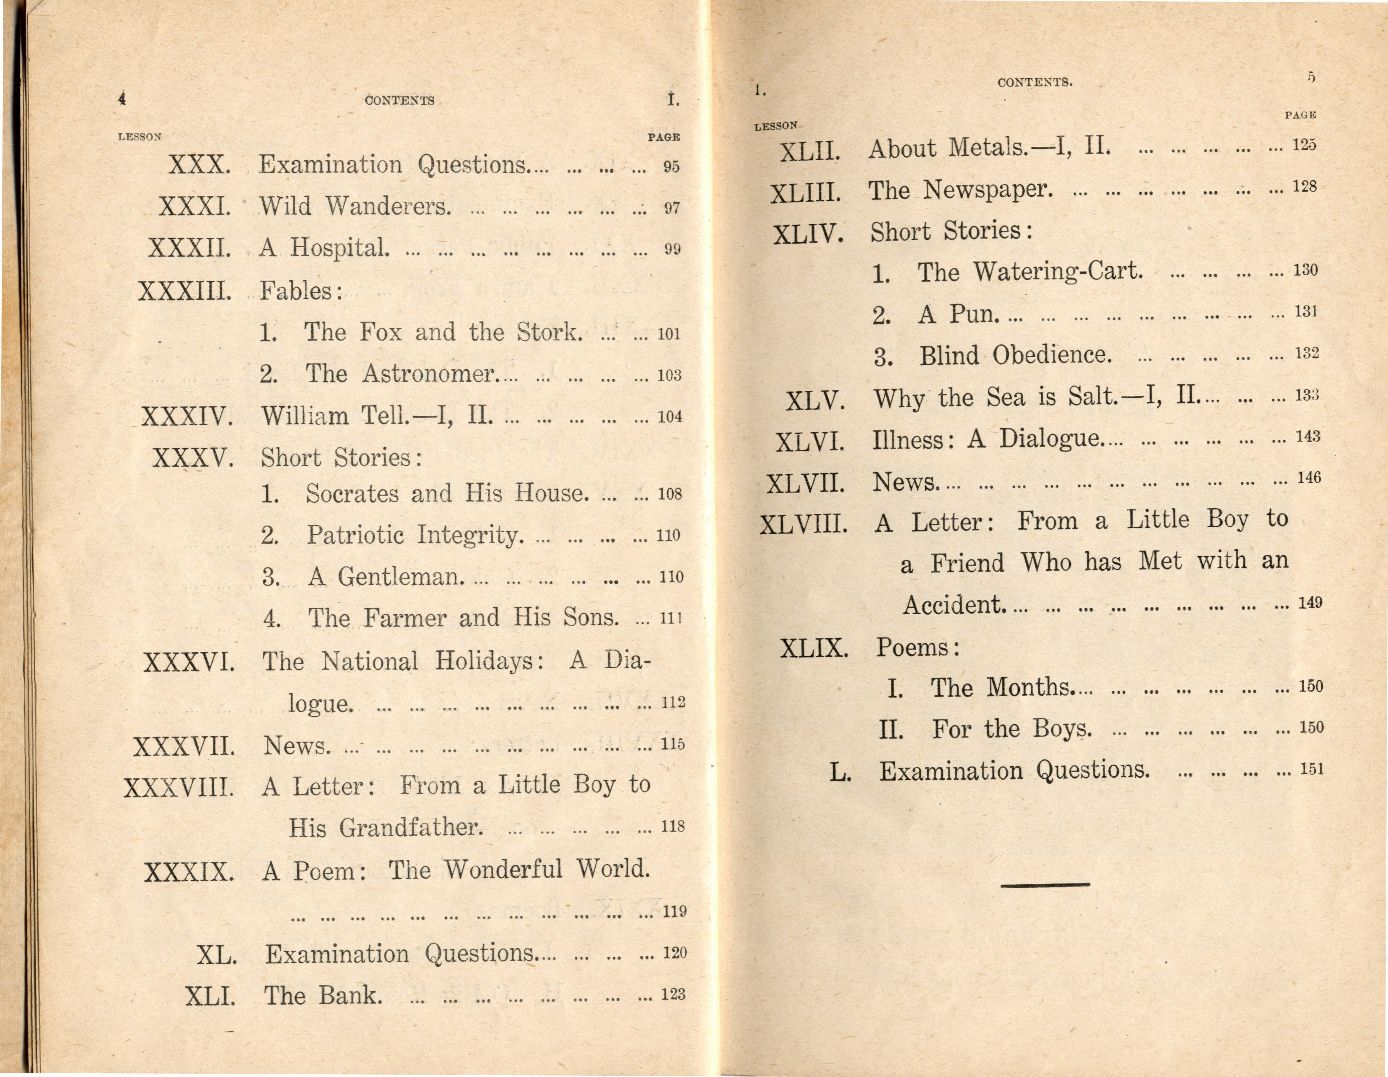 4 CONTENTS I.
LESSON PAGE
XXX. Examination Questions.... ... ... ... 95
XXXI. Wild Wanderers. ... ... ... ... ... ... 97
XXXII. A Hospital. ... ... ... ... ... ... ... ... 99
XXXIII. Fables:
1. The Fox and the Stork. ... ... 101
2. The Astronomer.... ... ... ... ... 103
XXXIV. William Tell.—I, II. ... ... ... ... ... 104
XXXV. Short Stories:
1. Socrates and His House. ... ... 108
2. Patriotic Integrity. ... ... ... ... 110
3. A Gentleman. ... ... ... ... ... ... 110
4. The Farmer and His Sons. ... 111
XXXVI. The National Holidays: A Dia-
logue. ... ... ... ... ... ... ... ... ... 112
XXXVII. News. ... ... ... ... ... ... ... ... ... ... 115
XXXVIII. A Letter: From a Little Boy to
His Grandfather. ... ... ... ... ... 118
XXXIX. A Poem: The Wonderful World.
... ... ... ... ... ... ... ... ... ... ... ... 119
XL. Examination Questions.... ... ... ... 120
XLI. The Bank. ... ... ... ... ... ... ... ... 123
I. CONTENTS. 5
LESSON PAGE
XLII. About Metals.—I, II. ... ... ... ... ... 125
XLIII. The Newspaper. ... ... ... ... ... ... ... 128
XLIV. Short Stories:
1. The Watering-Cart. ... ... ... ... 130
2. A Pun. ... ... ... ... ... ... ... ... ... 131
3. Blind Obedience. ... ... ... ... ... 132
XLV. Why the Sea is Salt.—I, II.... ... ... 133
XLVI. Illness: A Dialogue.... ... ... ... ... ... 143
XLVII. News. ... ... ... ... ... ... ... ... ... ... ... 146
XLVIII. A Letter: From a Little Boy to
a Friend Who has Met with an
Accident. ... ... ... ... ... ... ... ... ... 149
XLIX. Poems:
I. The Months.... ... ... ... ... ... ... 150
II. For the Boys. ... ... ... ... ... ... 150
L. Examination Questions. ... ... ... ... 151